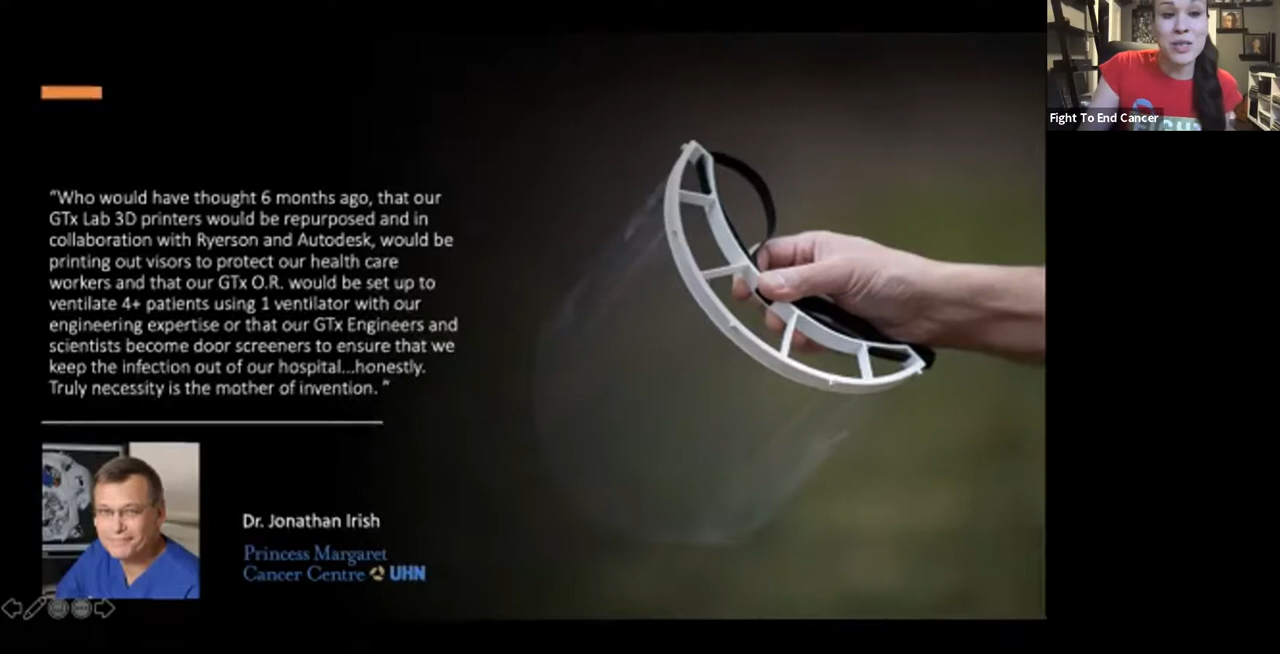 Fight To End Cancer
“Who would have thought 6 months ago, that our
GTx Lab 3D printers would be repurposed and in
collaboration with Ryerson and Autodesk, would be
printing out visors to protect our health care
workers and that our GTx O.R. would be set up to
ventilate 4+ patients using 1 ventilator with our
engineering expertise or that our GTx Engineers and
scientists become door screeners to ensure that we
keep the infection out of our hospital...honestly.
Truly necessity is the mother of invention. ”
Dr. Jonathan Irish
Princess Margaret
Cancer Centre UHN